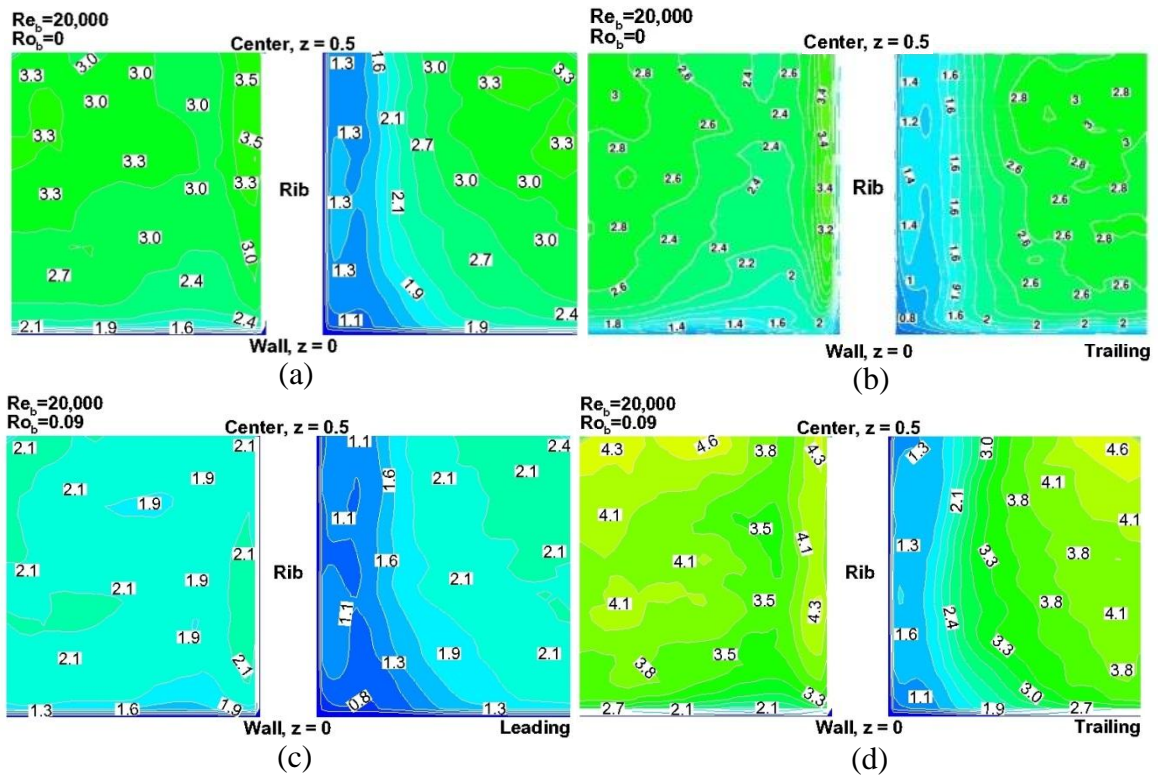 Re_b=20,000
Ro_b=0
Center, z = 0.5
3.3 3.0 3.0 3.5 1.3 1.6 3.0 3.3
3.0 3.3
3.3 3.0 3.5 1.3 2.1 3.0
3.3 2.7
3.3 3.0 3.3 Rib 3.0 3.0
1.3 2.1
3.0 3.0 3.0
2.7 2.4 1.3 2.7
1.9
2.1 1.9 1.6 2.4 1.1 1.9 2.4
Wall, z = 0
(a)
Re_b=20,000
Ro_b=0
Center, z = 0.5
2.8 2.6 2.4 2.6 1.4 1.6 2.8 2.8
3 3.4 3
2.6 2.4 1.2 1.6 3
2.8 2.4 3.4 2.8 3
2.6 2.4 3.4 Rib 1.4 1.6 2.6 2.8
2.8 2.4 3.2 1.4 2.6 2.6 2.8
2.2 2 1.6
2.6 1 1.6 2.6 2.6
1.8 1.4 1.4 1.6 2 0.8 1.6 2 2 2
Wall, z = 0
Trailing
(b)
Re_b=20,000
Ro_b=0.09
Center, z = 0.5
2.1 2.1 1.1 2.4
1.9 1.6 2.1 2.1
2.1 1.9 1.1
2.1 2.1
2.1 2.1 1.9 Rib 1.6 2.1
1.1
1.9
2.1 2.1 1.3 1.9 2.1
1.3 1.6 1.9 0.8 1.3
Wall, z = 0
Leading
(c)
Re_b=20,000
Ro_b=0.09
Center, z = 0.5
4.3 4.6 3.8 4.3 1.3 3.0 4.6
2.1 3.8 4.1
4.1 3.5 4.1 1.3 3.3 3.8 4.1
4.1 Rib
4.1 3.5 4.3 2.4 3.8 4.1
3.8 3.5 1.6 3.3 3.8
2.7 2.1 2.1 3.3 1.1 1.9 3.0 2.7
Wall, z = 0
Trailing
(d)